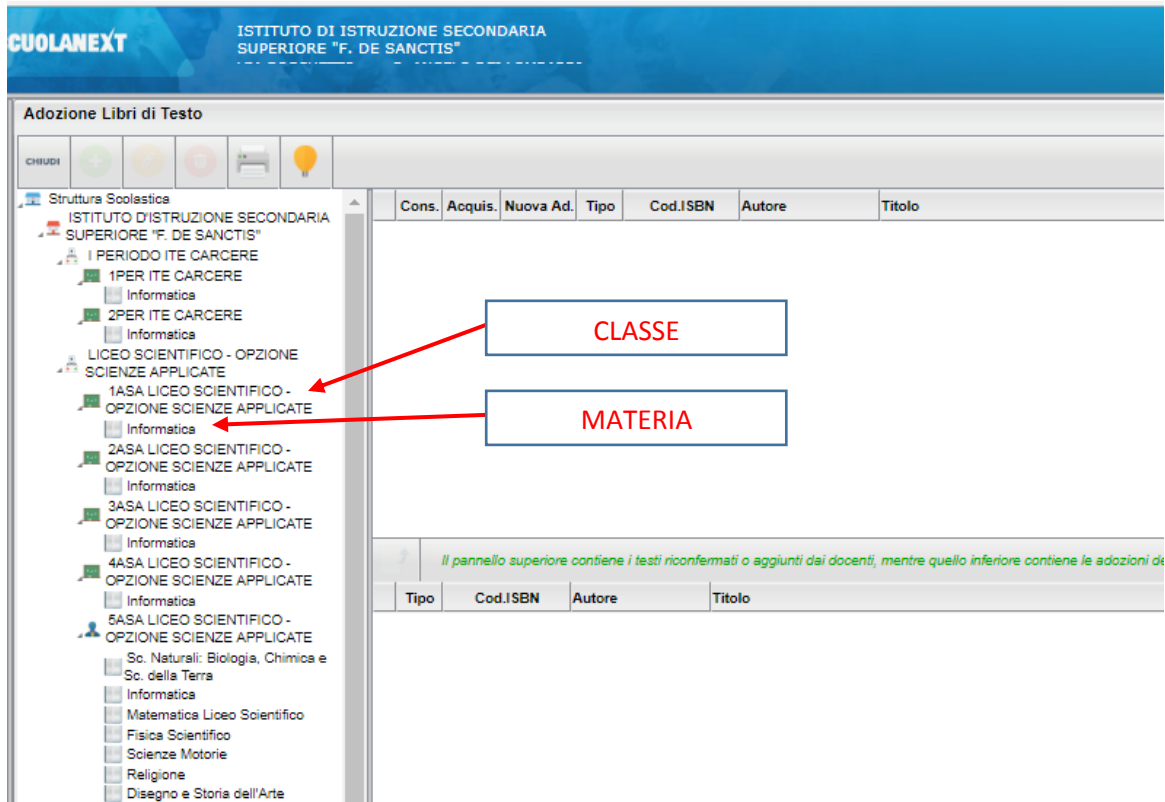 CUOLANEXT
ISTITUTO DI ISTRUZIONE SECONDARIA
SUPERIORE "F. DE SANCTIS"
Adozione Libri di Testo
CHIUDI
Struttura Scolastica
ISTITUTO D'ISTRUZIONE SECONDARIA
SUPERIORE "F. DE SANCTIS"
I PERIODO ITE CARCERE
1PER ITE CARCERE
Informatica
2PER ITE CARCERE
Informatica
LICEO SCIENTIFICO - OPZIONE
SCIENZE APPLICATE
1ASA LICEO SCIENTIFICO -
OPZIONE SCIENZE APPLICATE
Informatica
2ASA LICEO SCIENTIFICO -
OPZIONE SCIENZE APPLICATE
Informatica
3ASA LICEO SCIENTIFICO -
OPZIONE SCIENZE APPLICATE
Informatica
4ASA LICEO SCIENTIFICO -
OPZIONE SCIENZE APPLICATE
Informatica
5ASA LICEO SCIENTIFICO -
OPZIONE SCIENZE APPLICATE
Sc. Naturali: Biologia, Chimica e
Sc. della Terra
Informatica
Matematica Liceo Scientifico
Fisica Scientifico
Scienze Motorie
Religione
Disegno e Storia dell'Arte
Cons. Acquis. Nuova Ad. Tipo Cod.ISBN Autore Titolo
CLASSE
MATERIA
Il pannello superiore contiene i testi riconfermati o aggiunti dai docenti, mentre quello inferiore contiene le adozioni de
Tipo Cod.ISBN Autore Titolo